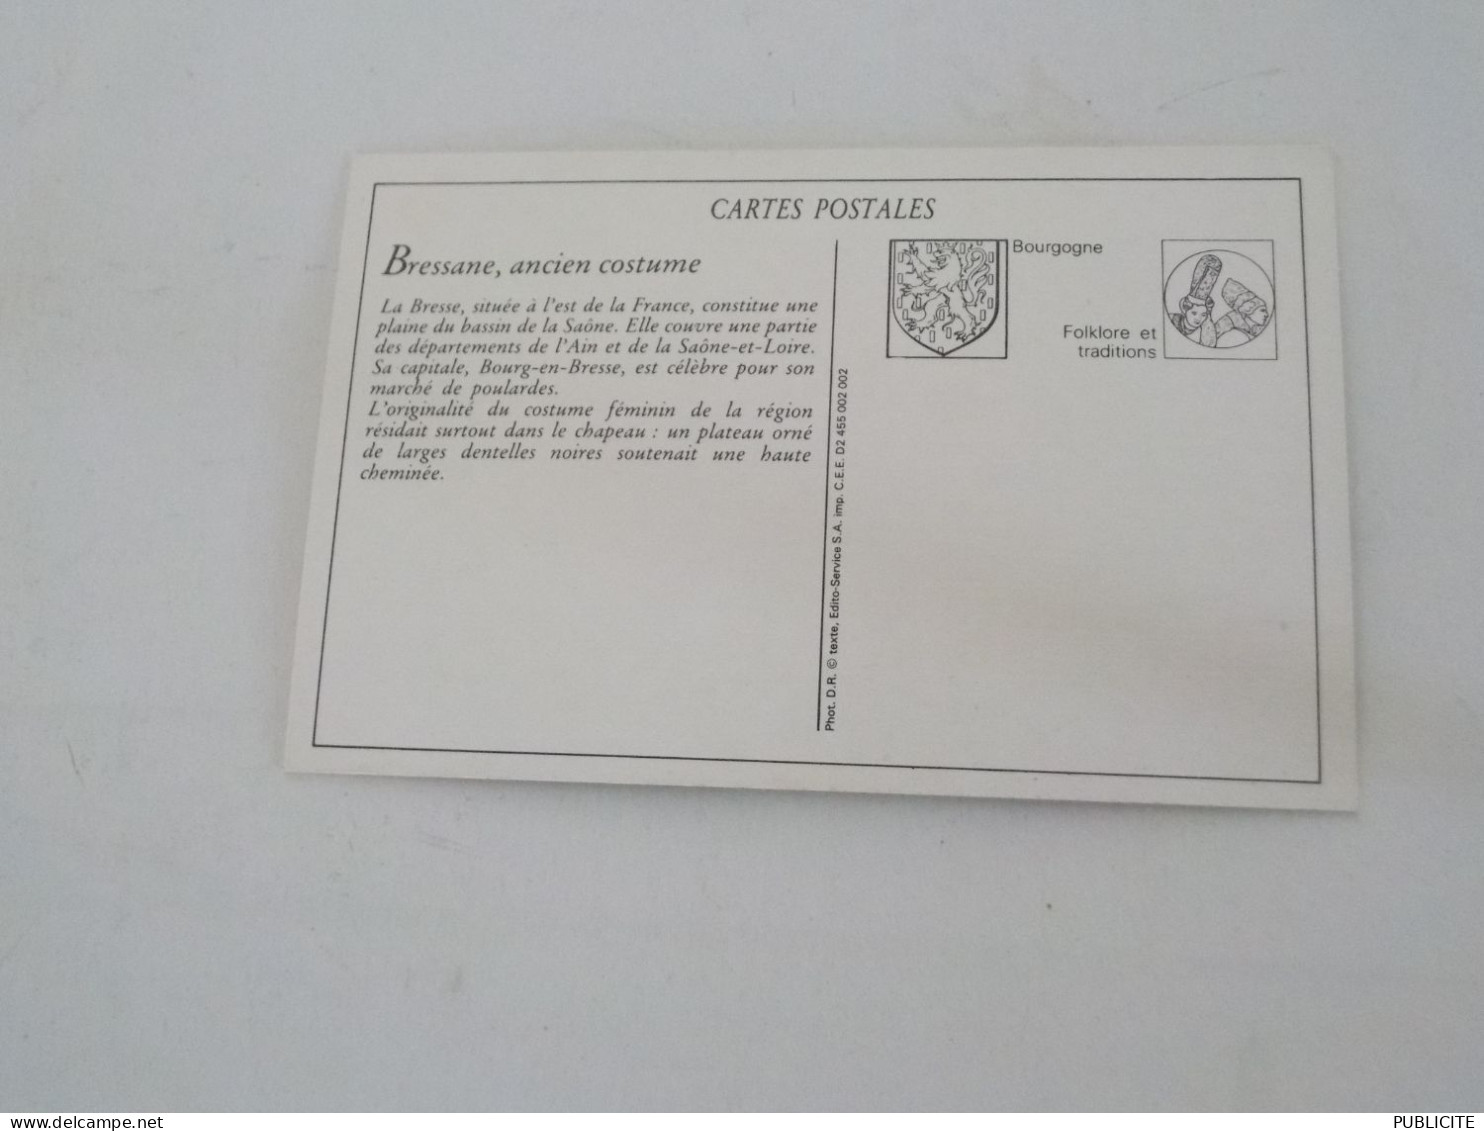 CARTES POSTALES
Bressane, ancien costume
La Bresse, située à l'est de la France, constitue une
plaine du bassin de la Saône. Elle couvre une partie
des départements de l'Ain et de la Saône-et-Loire.
Sa capitale, Bourg-en-Bresse, est célèbre pour son
marché de poulardes.
L'originalité du costume féminin de la région
résidait surtout dans le chapeau : un plateau orné
de larges dentelles noires soutenait une haute
cheminée.
Phot. D.R. © texte, Edito-Service S.A. imp. C.E.E. D2 455 002 002
Bourgogne
Folklore et
traditions
delcampe.net
PUBLICITE